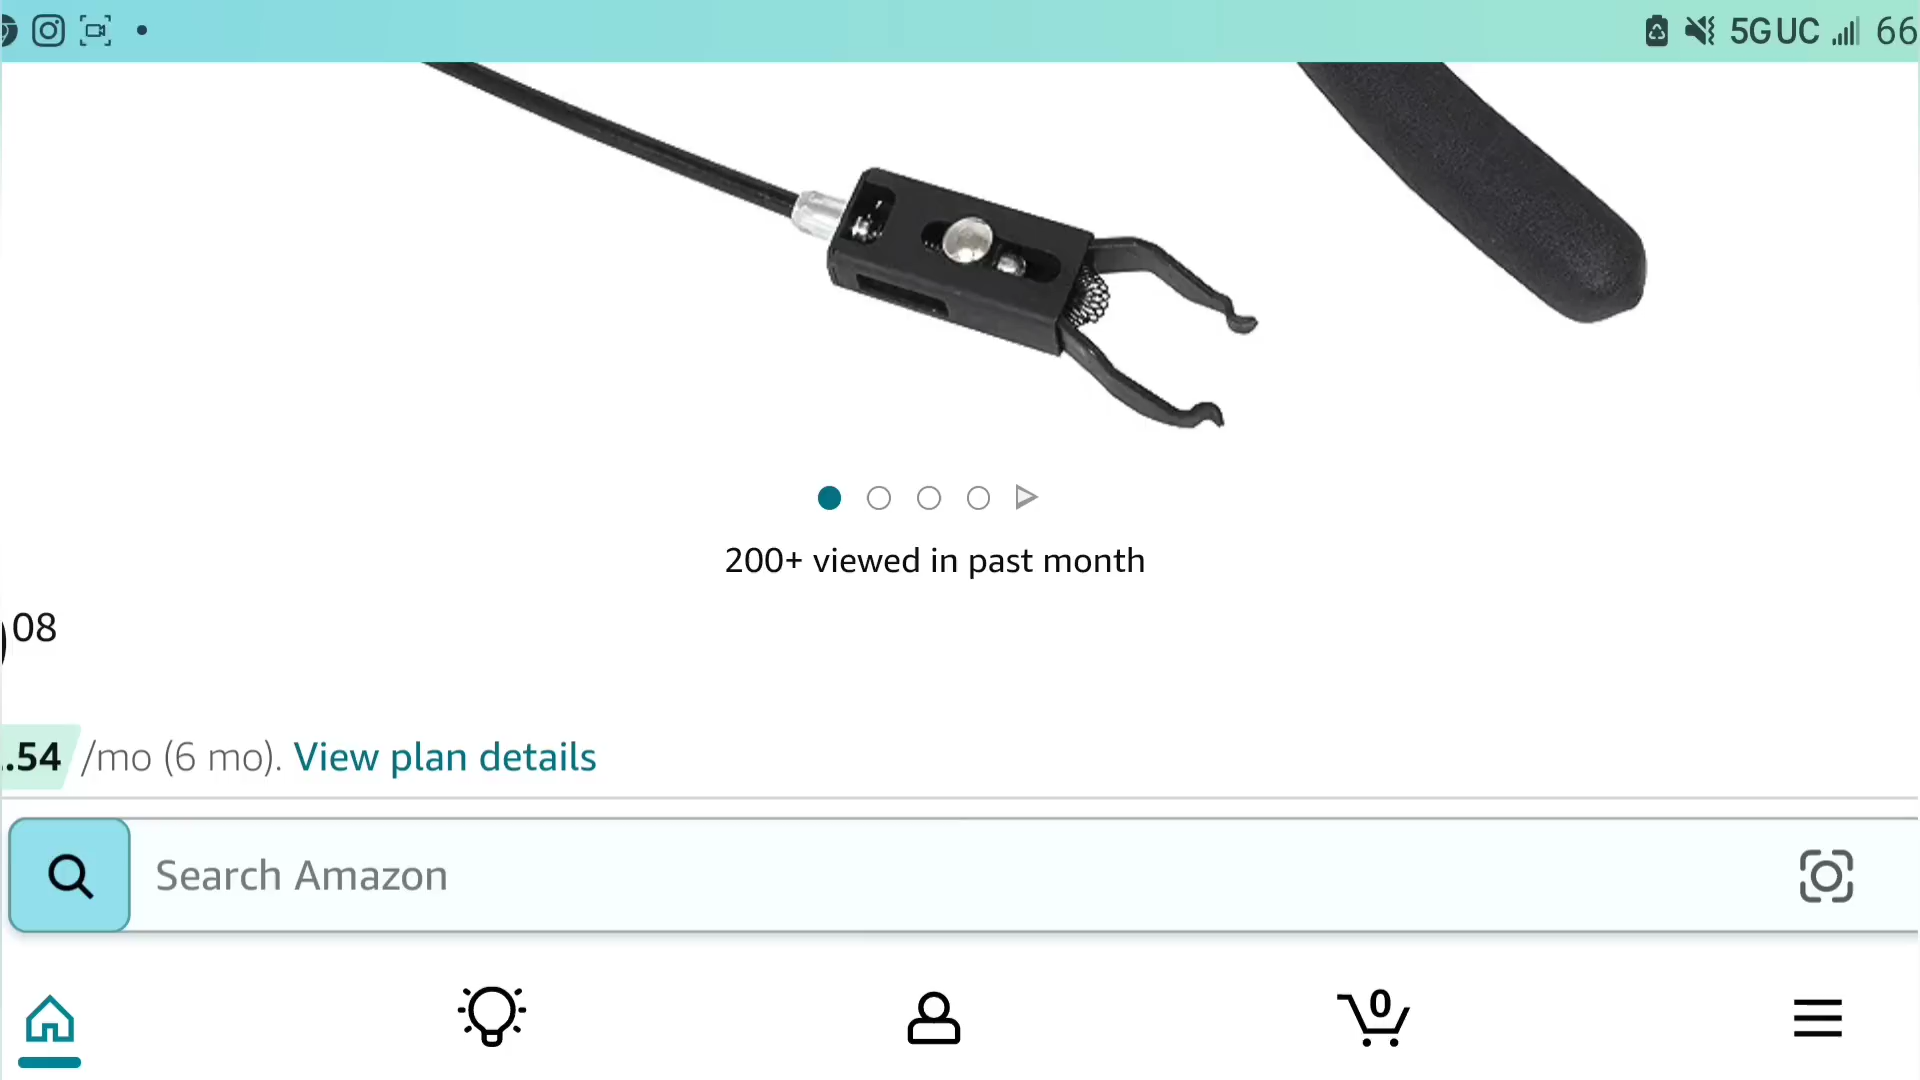 5G UC 66
200+ viewed in past month
08
.54 /mo (6 mo). View plan details
Search Amazon
0